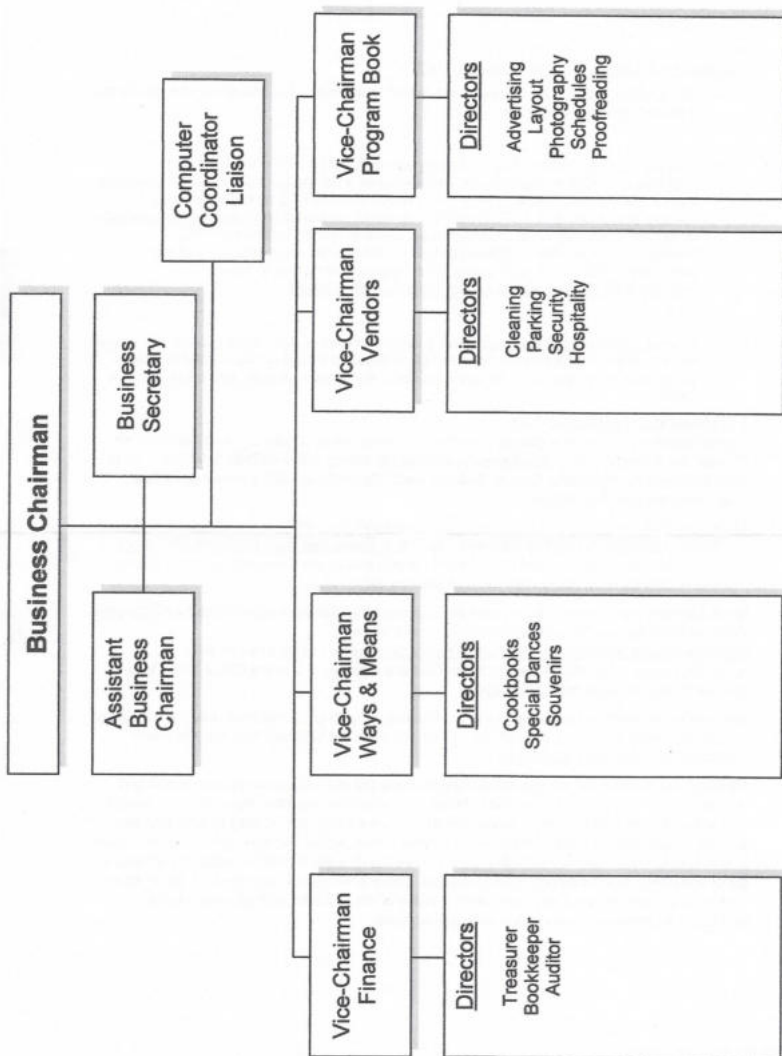 Business Chairman
Assistant
Business
Chairman
Business
Secretary
Computer
Coordinator
Liaison
Vice-Chairman
Finance
Vice-Chairman
Ways & Means
Vice-Chairman
Vendors
Vice-Chairman
Program Book
Directors
Treasurer
Bookkeeper
Auditor
Directors
Cookbooks
Special Dances
Souvenirs
Directors
Cleaning
Parking
Security
Hospitality
Directors
Advertising
Layout
Photography
Schedules
Proofreading